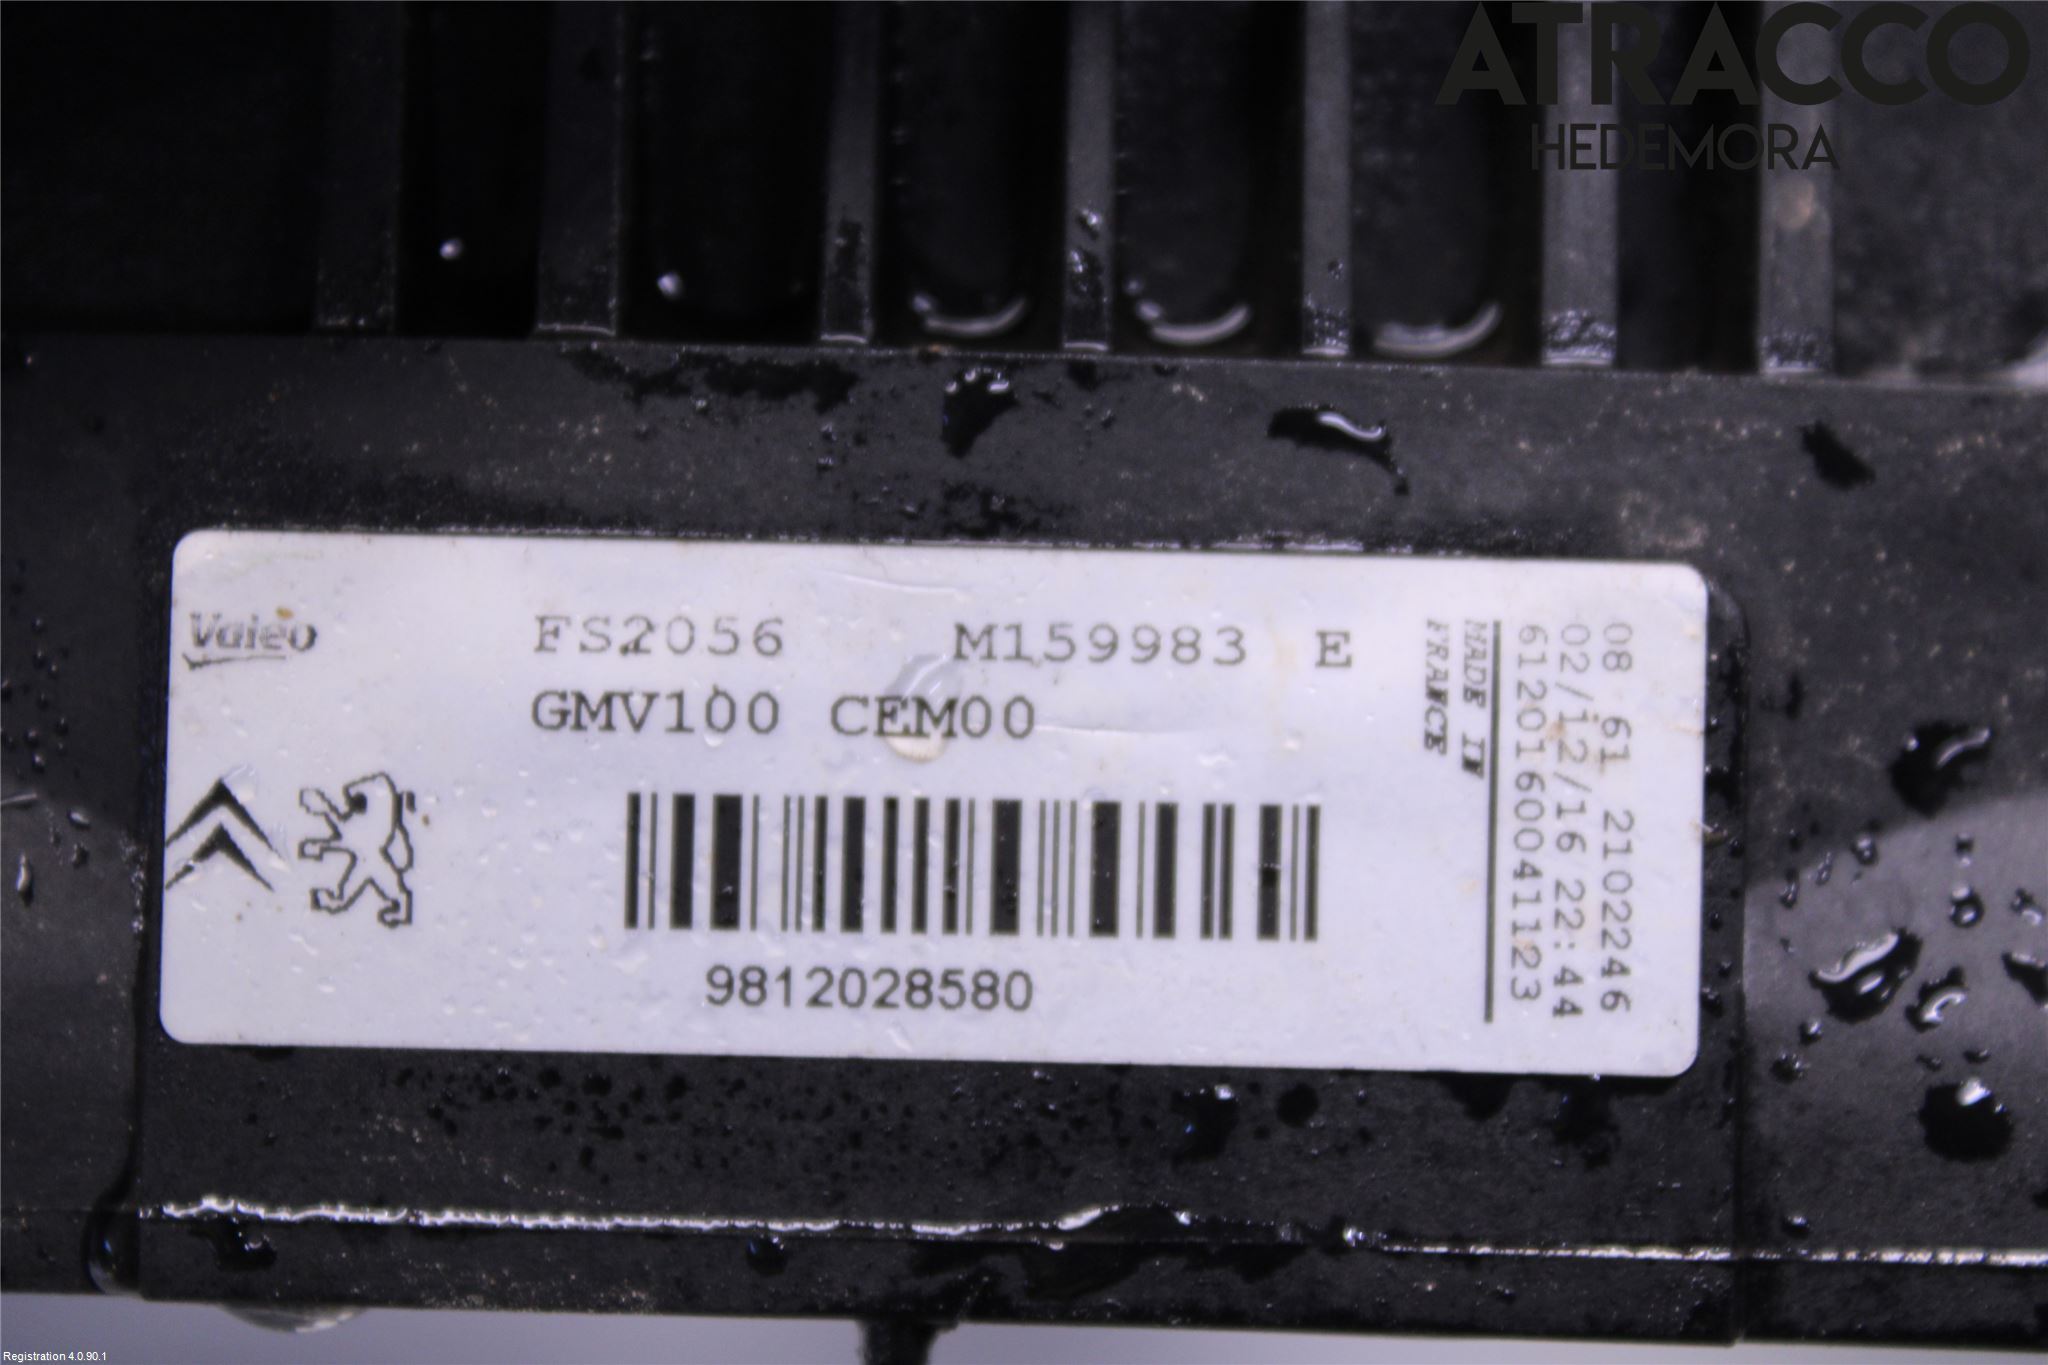 ATRACCO
HEDEMORA
Valeo
FS2056 M159983 E
GMV100 CEM00
9812028580
MADE IN
FRANCE
08 61 2102246
02/12/16 22:44
6120160041123
Registration 4.0.90.1